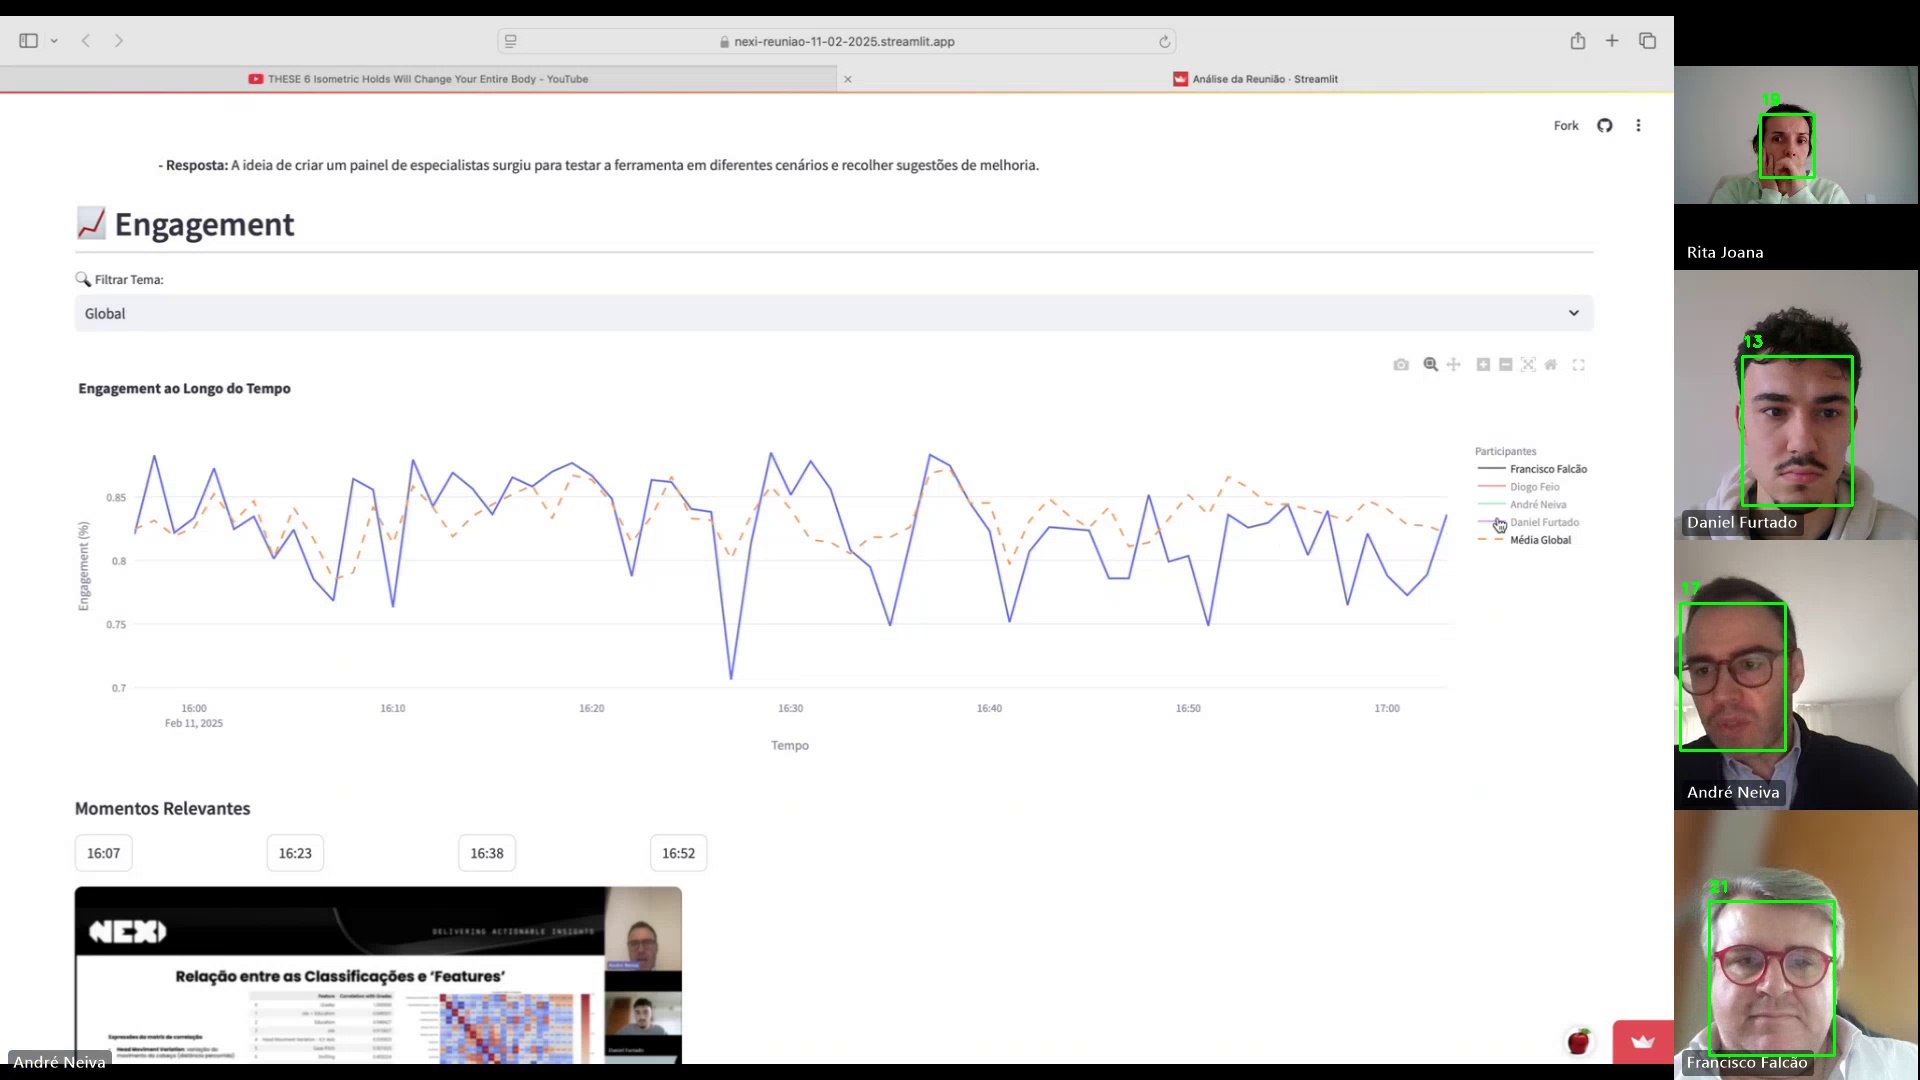 nexi-reuniao-11-02-2025.streamlit.app
THESE 6 Isometric Holds Will Change Your Entire Body - YouTube
Análise da Reunião · Streamlit
Fork
- Resposta: A ideia de criar um painel de especialistas surgiu para testar a ferramenta em diferentes cenários e recolher sugestões de melhoria.
Engagement
Filtrar Tema:
Global
Engagement ao Longo do Tempo
Engagement (%)
0.85
0.8
0.75
0.7
16:00
16:10
16:20
16:30
16:40
16:50
17:00
Feb 11, 2025
Tempo
Participantes
Francisco Falcão
Diogo Feio
André Neiva
Daniel Furtado
Média Global
Momentos Relevantes
16:07
16:23
16:38
16:52
NEXI
DELIVERING ACTIONABLE INSIGHTS
Relação entre as Classificações e ‘Features’
Expressões da matriz de correlação
André Neiva
19
Rita Joana
13
Daniel Furtado
17
André Neiva
21
Francisco Falcão